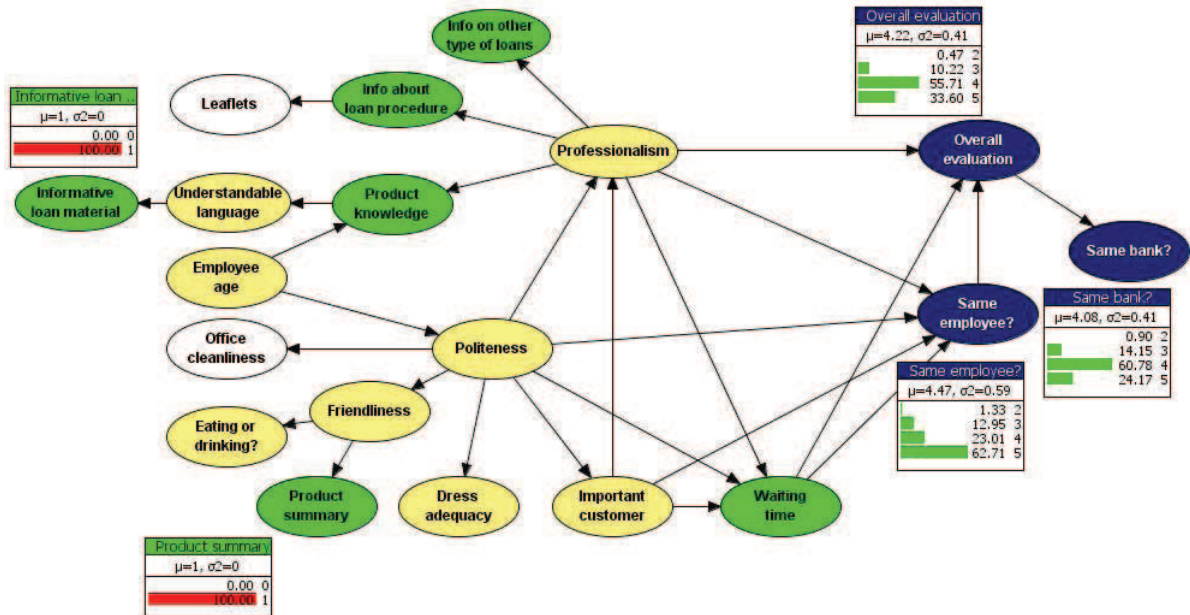 Overall evaluation
μ=4.22, σ2=0.41
0.47 2
10.22 3
55.71 4
33.60 5
Info on other
type of loans
Informative loan ..
μ=1, σ2=0
0.00 0
100.00 1
Leaflets
Info about
loan procedure
Professionalism
Overall
evaluation
Informative
loan material
Understandable
language
Product
knowledge
Same bank?
Employee
age
Same
employee?
Same bank?
μ=4.08, σ2=0.41
0.90 2
14.15 3
60.78 4
24.17 5
Office
cleanliness
Politeness
Same employee?
μ=4.47, σ2=0.59
1.33 2
12.95 3
23.01 4
62.71 5
Friendliness
Eating or
drinking?
Product
summary
Dress
adequacy
Important
customer
Waiting
time
Product summary
μ=1, σ2=0
0.00 0
100.00 1